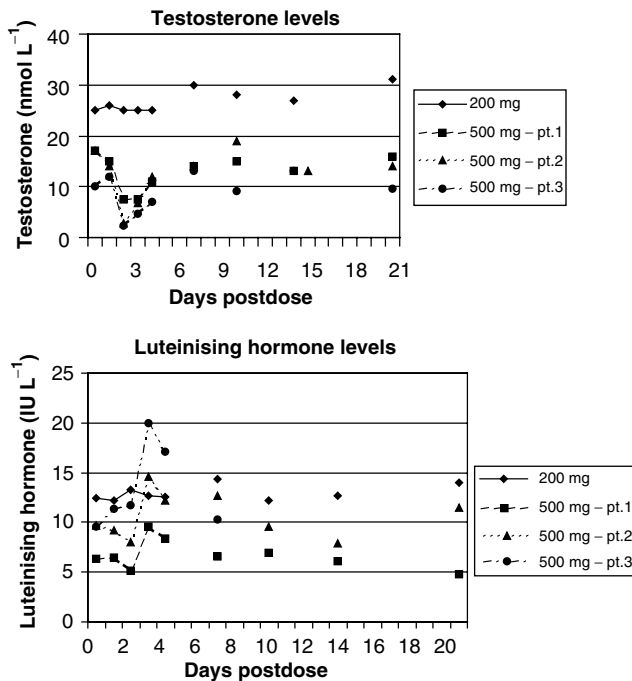 Testosterone levels
Testosterone (nmol L⁻¹)
40
30
20
10
0
0 3 6 9 12 15 18 21
Days postdose
200 mg
500 mg – pt.1
500 mg – pt.2
500 mg – pt.3
Luteinising hormone levels
Luteinising hormone (IU L⁻¹)
25
20
15
10
5
0
0 2 4 6 8 10 12 14 16 18 20
Days postdose
200 mg
500 mg – pt.1
500 mg – pt.2
500 mg – pt.3